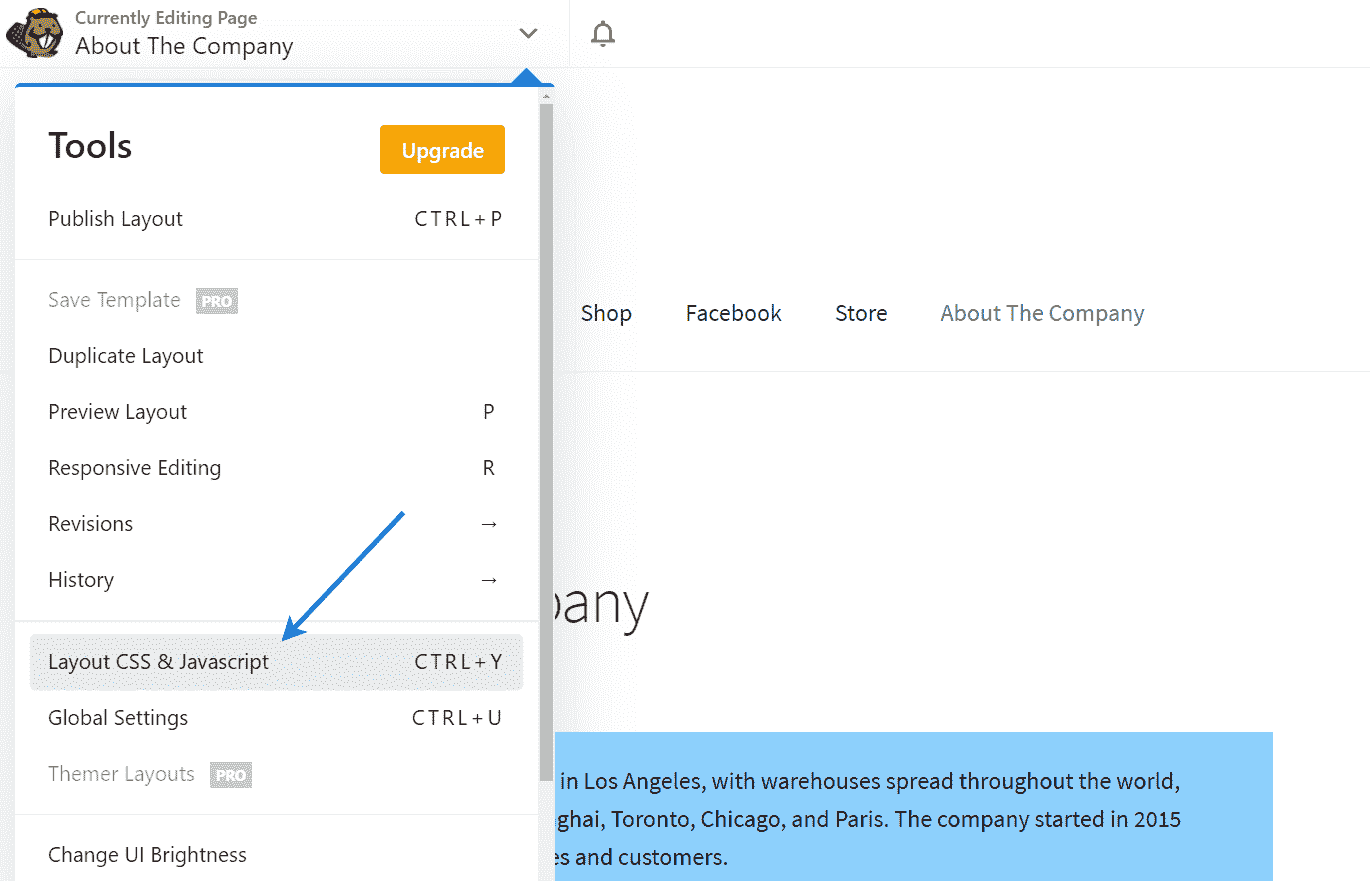 Currently Editing Page
About The Company
Tools
Upgrade
Publish Layout CTRL+P
Save Template PRO
Duplicate Layout
Preview Layout P
Responsive Editing R
Revisions →
History →
Layout CSS & Javascript CTRL+Y
Global Settings CTRL+U
Themer Layouts PRO
Change UI Brightness
Shop Facebook Store About The Company
pany
in Los Angeles, with warehouses spread throughout the world,
ghai, Toronto, Chicago, and Paris. The company started in 2015
es and customers.